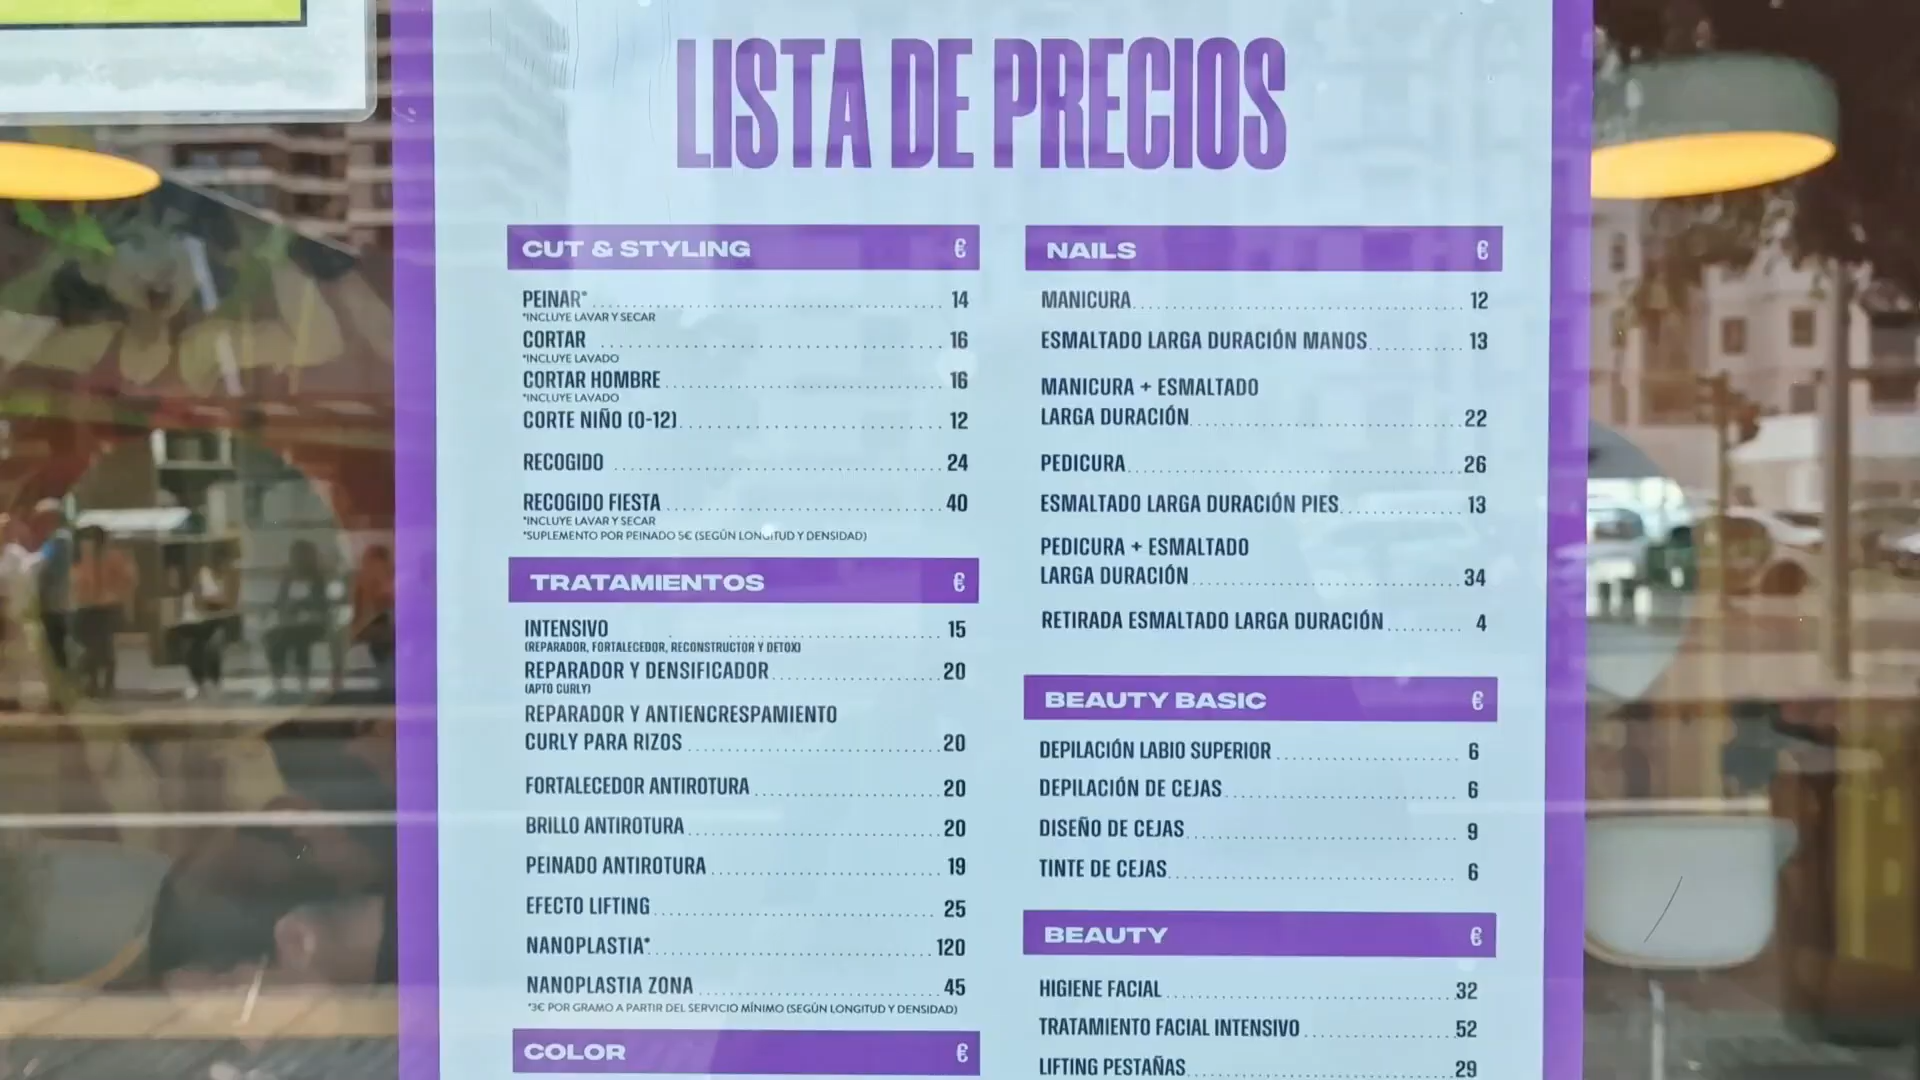 LISTA DE PRECIOS
CUT & STYLING €
PEINAR* 14
*INCLUYE LAVAR Y SECAR
CORTAR 16
*INCLUYE LAVADO
CORTAR HOMBRE 16
*INCLUYE LAVADO
CORTE NIÑO (0-12) 12
RECOGIDO 24
RECOGIDO FIESTA 40
*INCLUYE LAVAR Y SECAR
*SUPLEMENTO POR PEINADO 5€ (SEGÚN LONGITUD Y DENSIDAD)
TRATAMIENTOS €
INTENSIVO 15
(REPARADOR, FORTALECEDOR, RECONSTRUCTOR Y DETOX)
REPARADOR Y DENSIFICADOR 20
(APTO CURLY)
REPARADOR Y ANTIENCRESPAMIENTO
CURLY PARA RIZOS 20
FORTALECEDOR ANTIROTURA 20
BRILLO ANTIROTURA 20
PEINADO ANTIROTURA 19
EFECTO LIFTING 25
NANOPLASTIA* 120
NANOPLASTIA ZONA 45
*3€ POR GRAMO A PARTIR DEL SERVICIO MÍNIMO (SEGÚN LONGITUD Y DENSIDAD)
COLOR €
NAILS €
MANICURA 12
ESMALTADO LARGA DURACIÓN MANOS 13
MANICURA + ESMALTADO
LARGA DURACIÓN 22
PEDICURA 26
ESMALTADO LARGA DURACIÓN PIES 13
PEDICURA + ESMALTADO
LARGA DURACIÓN 34
RETIRADA ESMALTADO LARGA DURACIÓN 4
BEAUTY BASIC €
DEPILACIÓN LABIO SUPERIOR 6
DEPILACIÓN DE CEJAS 6
DISEÑO DE CEJAS 9
TINTE DE CEJAS 6
BEAUTY €
HIGIENE FACIAL 32
TRATAMIENTO FACIAL INTENSIVO 52
LIFTING PESTAÑAS 29